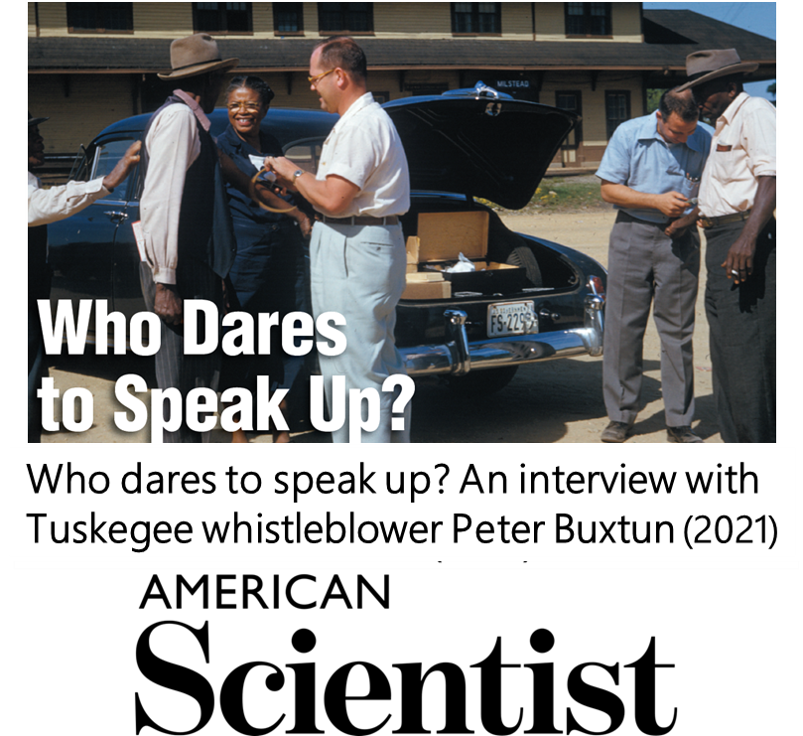 MILSTEAD
FS-2299
Who Dares
to Speak Up?
Who dares to speak up? An interview with
Tuskegee whistleblower Peter Buxtun (2021)
AMERICAN
Scientist